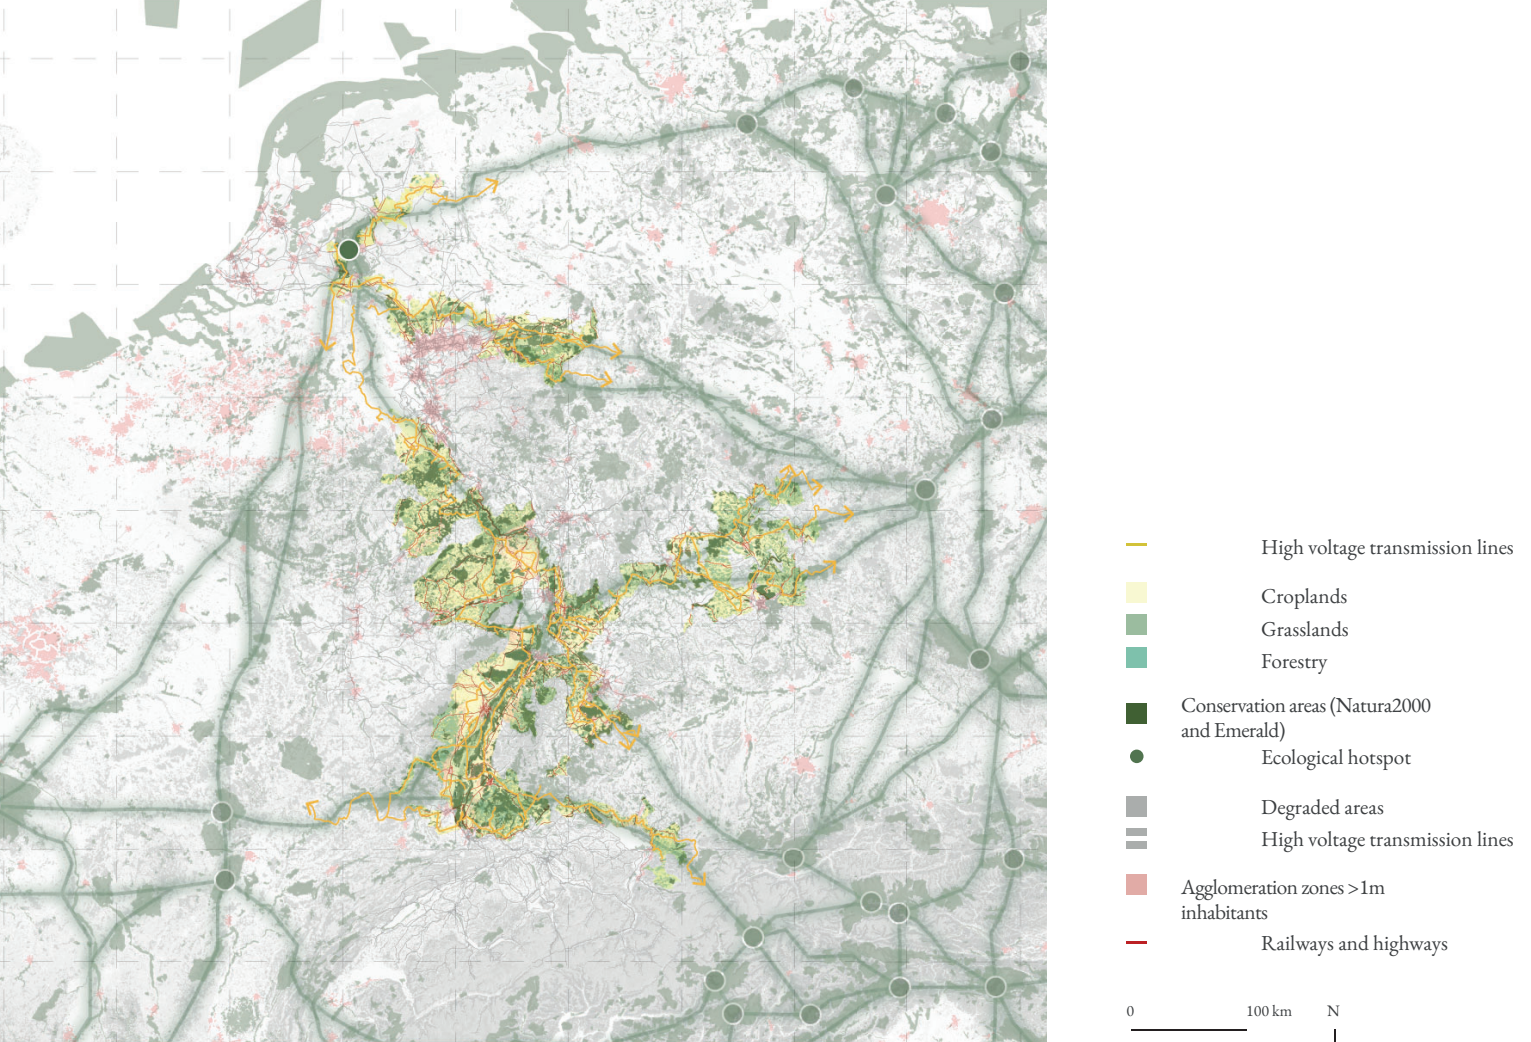 High voltage transmission lines
Croplands
Grasslands
Forestry
Conservation areas (Natura2000
and Emerald)
Ecological hotspot
Degraded areas
High voltage transmission lines
Agglomeration zones >1m
inhabitants
Railways and highways
0 100 km N